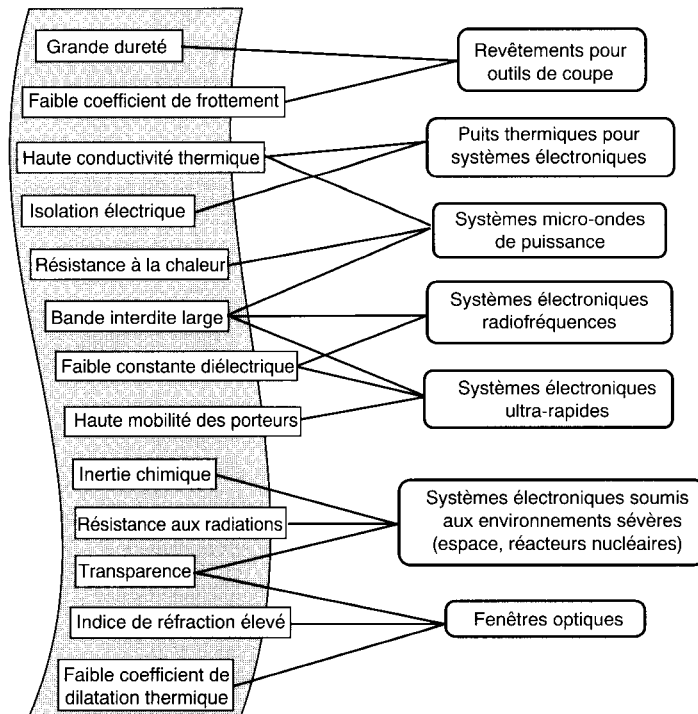 Grande dureté
Faible coefficient de frottement
Haute conductivité thermique
Isolation électrique
Résistance à la chaleur
Bande interdite large
Faible constante diélectrique
Haute mobilité des porteurs
Inertie chimique
Résistance aux radiations
Transparence
Indice de réfraction élevé
Faible coefficient de
dilatation thermique
Revêtements pour
outils de coupe
Puits thermiques pour
systèmes électroniques
Systèmes micro-ondes
de puissance
Systèmes électroniques
radiofréquences
Systèmes électroniques
ultra-rapides
Systèmes électroniques soumis
aux environnements sévères
(espace, réacteurs nucléaires)
Fenêtres optiques